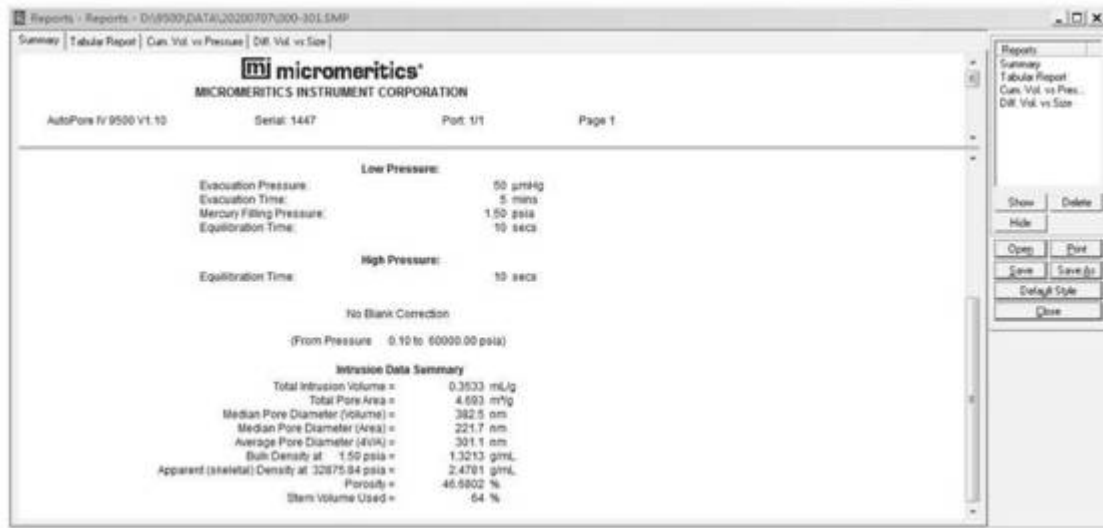 Reports - Reports - D:\9500\DATA\20200707\000-301.SMP
Summary Tabular Report Cum. Vol. vs Pressure Diff. Vol. vs Size
mi micromeritics®
MICROMERITICS INSTRUMENT CORPORATION
AutoPore IV 9500 V1.10 Serial: 1447 Port: 1/1 Page 1
Low Pressure:
Evacuation Pressure: 50 µmHg
Evacuation Time: 5 mins
Mercury Filling Pressure: 1.50 psia
Equilibration Time: 10 secs
High Pressure:
Equilibration Time: 10 secs
No Blank Correction
(From Pressure 0.10 to 60000.00 psia)
Intrusion Data Summary
Total Intrusion Volume = 0.3533 mL/g
Total Pore Area = 4.693 m²/g
Median Pore Diameter (Volume) = 382.5 nm
Median Pore Diameter (Area) = 221.7 nm
Average Pore Diameter (4V/A) = 301.1 nm
Bulk Density at 1.50 psia = 1.3213 g/mL
Apparent (skeletal) Density at 32875.84 psia = 2.4781 g/mL
Porosity = 46.6802 %
Stem Volume Used = 64 %
Reports
Summary
Tabular Report
Cum. Vol. vs Pres...
Diff. Vol. vs Size
Show Delete
Hide
Open Print
Save Save As
Default Style
Close